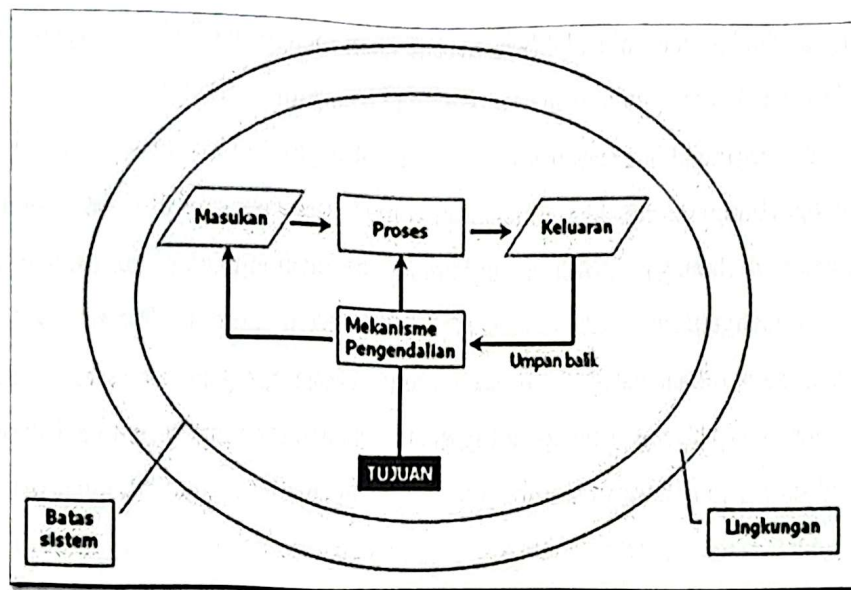 Masukan
Proses
Keluaran
Mekanisme
Pengendalian
Umpan balik
TUJUAN
Batas
sistem
Lingkungan